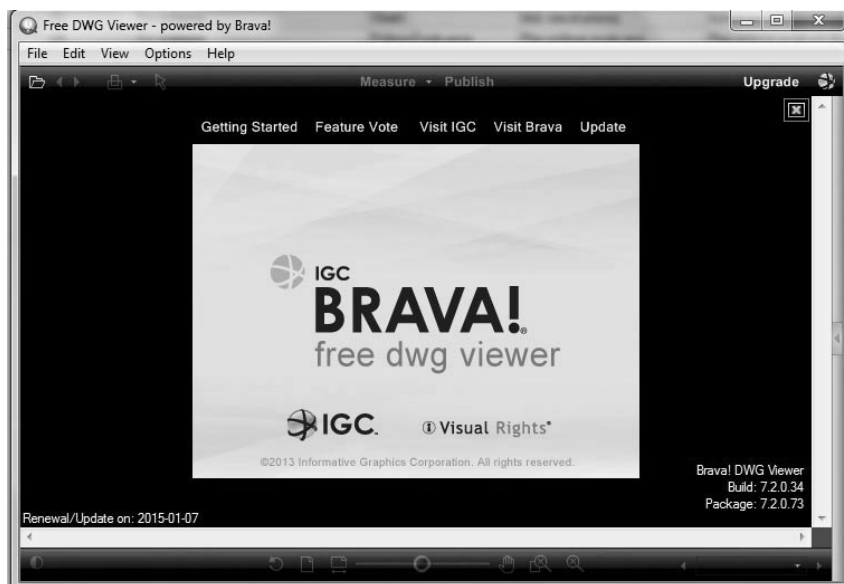 Free DWG Viewer - powered by Brava!
File Edit View Options Help
Measure Publish Upgrade
Getting Started Feature Vote Visit IGC Visit Brava Update
IGC
BRAVA!®
free dwg viewer
IGC. Visual Rights®
©2013 Informative Graphics Corporation. All rights reserved.
Brava! DWG Viewer
Build: 7.2.0.34
Package: 7.2.0.73
Renewal/Update on: 2015-01-07